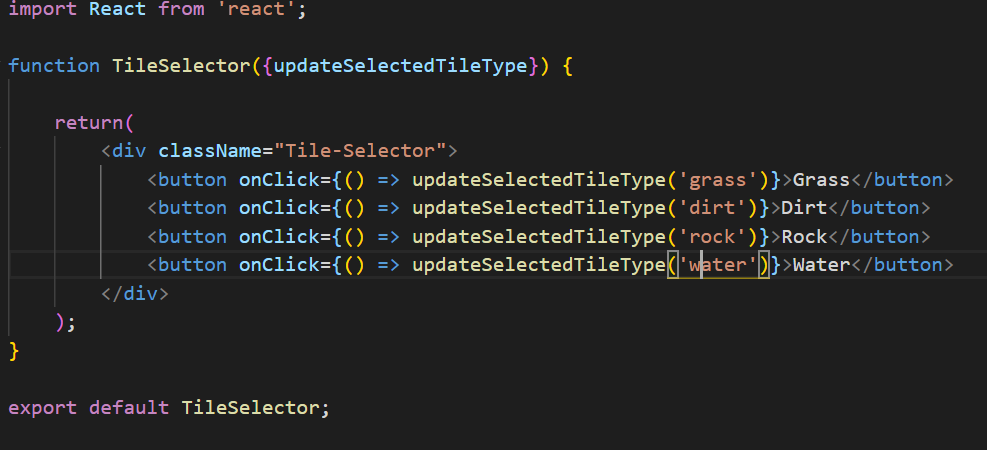 import React from 'react';
function TileSelector({updateSelectedTileType}) {
return(
<div className="Tile-Selector">
<button onClick={() => updateSelectedTileType('grass')}>Grass</button>
<button onClick={() => updateSelectedTileType('dirt')}>Dirt</button>
<button onClick={() => updateSelectedTileType('rock')}>Rock</button>
<button onClick={() => updateSelectedTileType('water')}>Water</button>
</div>
);
}
export default TileSelector;